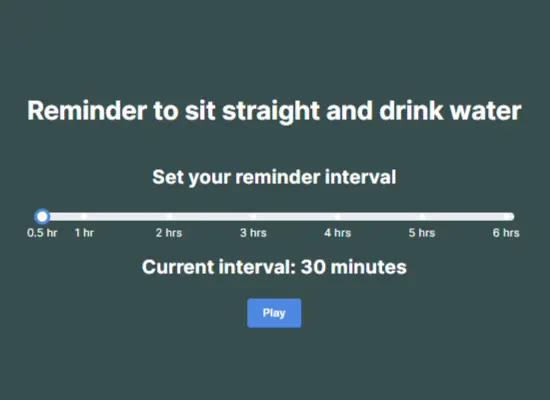 Reminder to sit straight and drink water
Set your reminder interval
0.5 hr 1 hr 2 hrs 3 hrs 4 hrs 5 hrs 6 hrs
Current interval: 30 minutes
Play